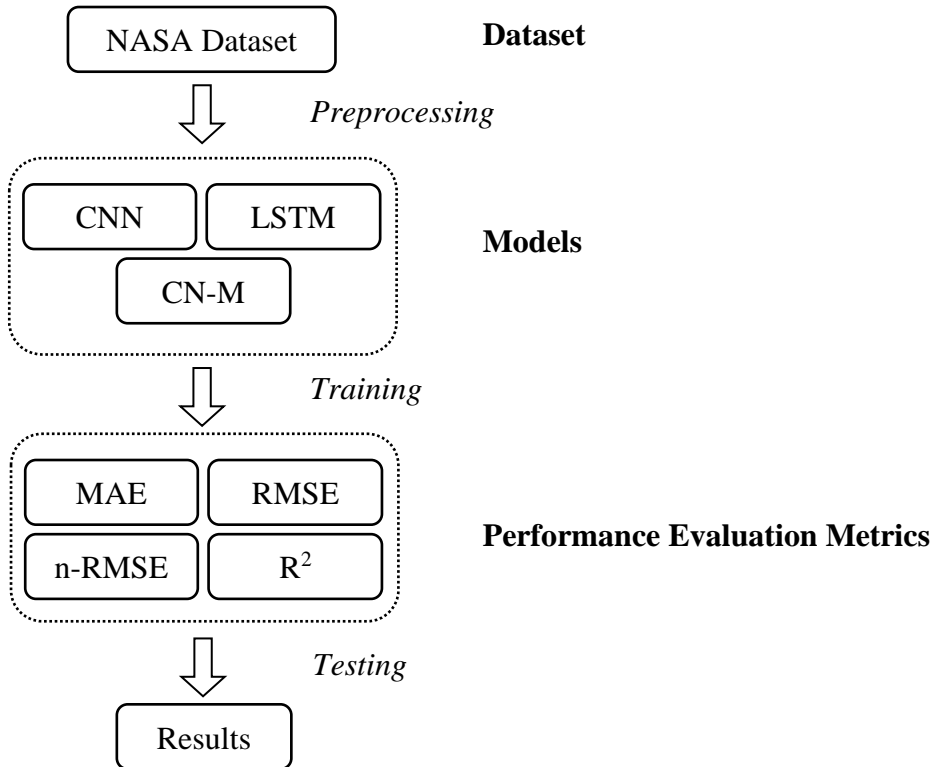 NASA Dataset
Dataset
Preprocessing
CNN
LSTM
CN-M
Models
Training
MAE
RMSE
n-RMSE
R²
Performance Evaluation Metrics
Testing
Results